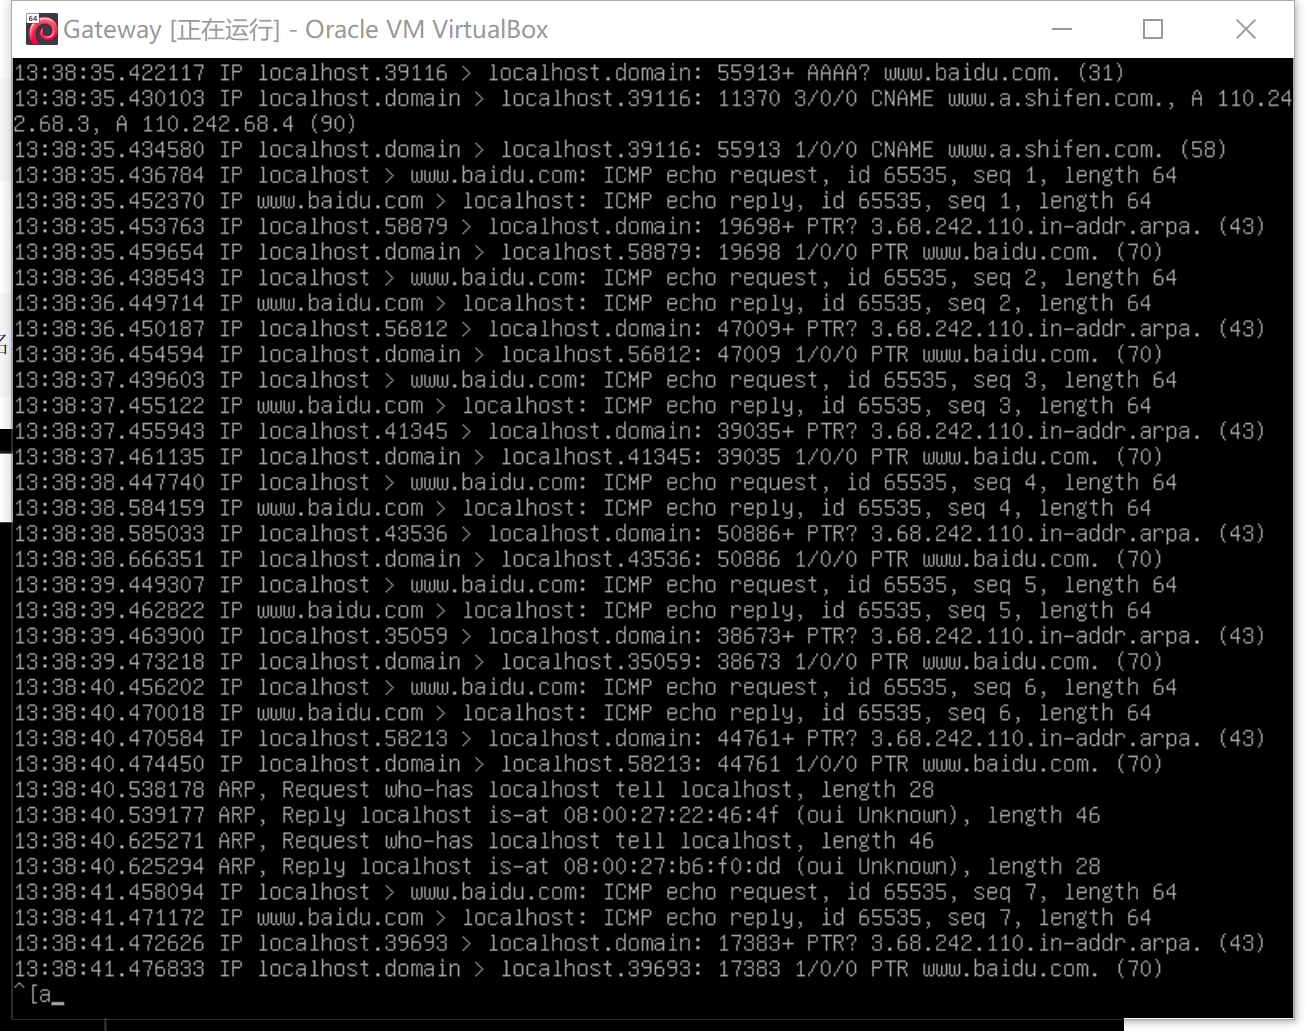 64
Gateway [正在运行] - Oracle VM VirtualBox
13:38:35.422117 IP localhost.39116 > localhost.domain: 55913+ AAAA? www.baidu.com. (31)
13:38:35.430103 IP localhost.domain > localhost.39116: 11370 3/0/0 CNAME www.a.shifen.com., A 110.24
2.68.3, A 110.242.68.4 (90)
13:38:35.434580 IP localhost.domain > localhost.39116: 55913 1/0/0 CNAME www.a.shifen.com. (58)
13:38:35.436784 IP localhost > www.baidu.com: ICMP echo request, id 65535, seq 1, length 64
13:38:35.452370 IP www.baidu.com > localhost: ICMP echo reply, id 65535, seq 1, length 64
13:38:35.453763 IP localhost.58879 > localhost.domain: 19698+ PTR? 3.68.242.110.in-addr.arpa. (43)
13:38:35.459654 IP localhost.domain > localhost.58879: 19698 1/0/0 PTR www.baidu.com. (70)
13:38:36.438543 IP localhost > www.baidu.com: ICMP echo request, id 65535, seq 2, length 64
13:38:36.449714 IP www.baidu.com > localhost: ICMP echo reply, id 65535, seq 2, length 64
13:38:36.450187 IP localhost.56812 > localhost.domain: 47009+ PTR? 3.68.242.110.in-addr.arpa. (43)
13:38:36.454594 IP localhost.domain > localhost.56812: 47009 1/0/0 PTR www.baidu.com. (70)
13:38:37.439603 IP localhost > www.baidu.com: ICMP echo request, id 65535, seq 3, length 64
13:38:37.455122 IP www.baidu.com > localhost: ICMP echo reply, id 65535, seq 3, length 64
13:38:37.455943 IP localhost.41345 > localhost.domain: 39035+ PTR? 3.68.242.110.in-addr.arpa. (43)
13:38:37.461135 IP localhost.domain > localhost.41345: 39035 1/0/0 PTR www.baidu.com. (70)
13:38:38.447740 IP localhost > www.baidu.com: ICMP echo request, id 65535, seq 4, length 64
13:38:38.584159 IP www.baidu.com > localhost: ICMP echo reply, id 65535, seq 4, length 64
13:38:38.585033 IP localhost.43536 > localhost.domain: 50886+ PTR? 3.68.242.110.in-addr.arpa. (43)
13:38:38.666351 IP localhost.domain > localhost.43536: 50886 1/0/0 PTR www.baidu.com. (70)
13:38:39.449307 IP localhost > www.baidu.com: ICMP echo request, id 65535, seq 5, length 64
13:38:39.462822 IP www.baidu.com > localhost: ICMP echo reply, id 65535, seq 5, length 64
13:38:39.463900 IP localhost.35059 > localhost.domain: 38673+ PTR? 3.68.242.110.in-addr.arpa. (43)
13:38:39.473218 IP localhost.domain > localhost.35059: 38673 1/0/0 PTR www.baidu.com. (70)
13:38:40.456202 IP localhost > www.baidu.com: ICMP echo request, id 65535, seq 6, length 64
13:38:40.470018 IP www.baidu.com > localhost: ICMP echo reply, id 65535, seq 6, length 64
13:38:40.470584 IP localhost.58213 > localhost.domain: 44761+ PTR? 3.68.242.110.in-addr.arpa. (43)
13:38:40.474450 IP localhost.domain > localhost.58213: 44761 1/0/0 PTR www.baidu.com. (70)
13:38:40.538178 ARP, Request who-has localhost tell localhost, length 28
13:38:40.539177 ARP, Reply localhost is-at 08:00:27:22:46:4f (oui Unknown), length 46
13:38:40.625271 ARP, Request who-has localhost tell localhost, length 46
13:38:40.625294 ARP, Reply localhost is-at 08:00:27:b6:f0:dd (oui Unknown), length 28
13:38:41.458094 IP localhost > www.baidu.com: ICMP echo request, id 65535, seq 7, length 64
13:38:41.471172 IP www.baidu.com > localhost: ICMP echo reply, id 65535, seq 7, length 64
13:38:41.472626 IP localhost.39693 > localhost.domain: 17383+ PTR? 3.68.242.110.in-addr.arpa. (43)
13:38:41.476833 IP localhost.domain > localhost.39693: 17383 1/0/0 PTR www.baidu.com. (70)
^[a_